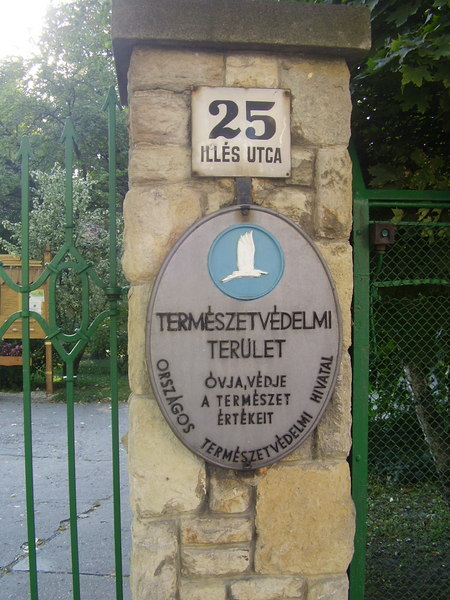 25
ILLÉS UTCA
TERMÉSZETVÉDELMI
TERÜLET
ÓVJA, VÉDJE
A TERMÉSZET
ÉRTÉKEIT
ORSZÁGOS TERMÉSZETVÉDELMI HIVATAL